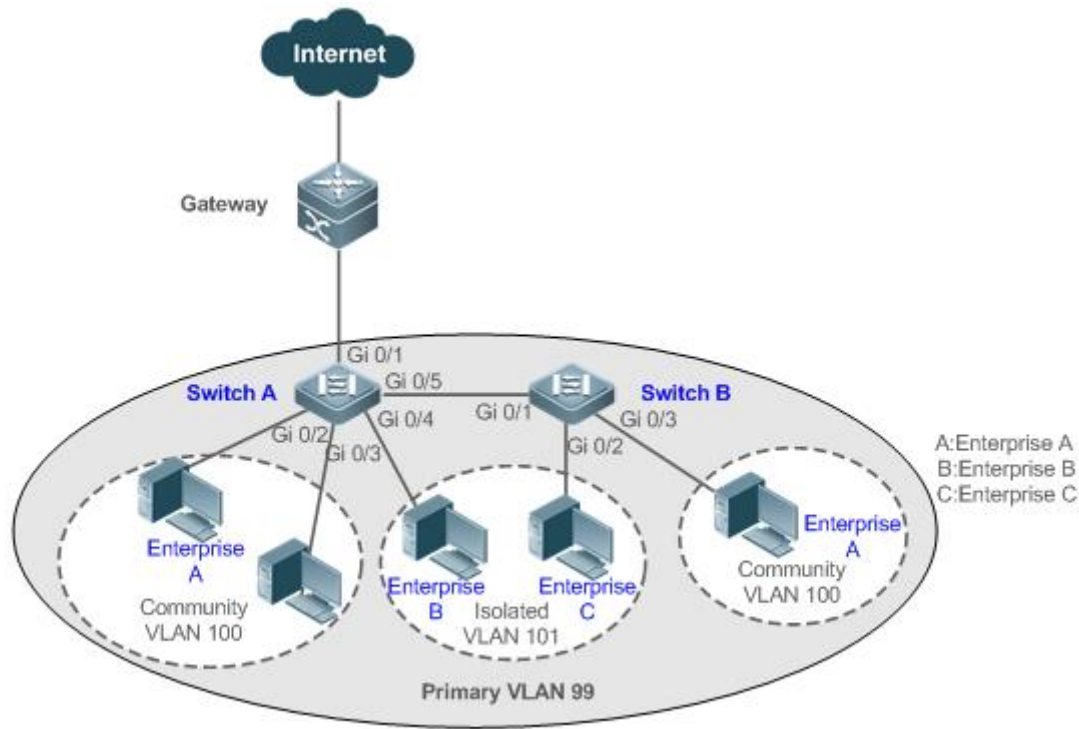 Internet
Gateway
Gi 0/1
Switch A
Gi 0/5
Switch B
Gi 0/4
Gi 0/1
Gi 0/3
Gi 0/2
Gi 0/3
Gi 0/2
A:Enterprise A
B:Enterprise B
C:Enterprise C
Enterprise
A
Community
VLAN 100
Enterprise
B
Isolated
VLAN 101
Enterprise
C
Enterprise
A
Community
VLAN 100
Primary VLAN 99